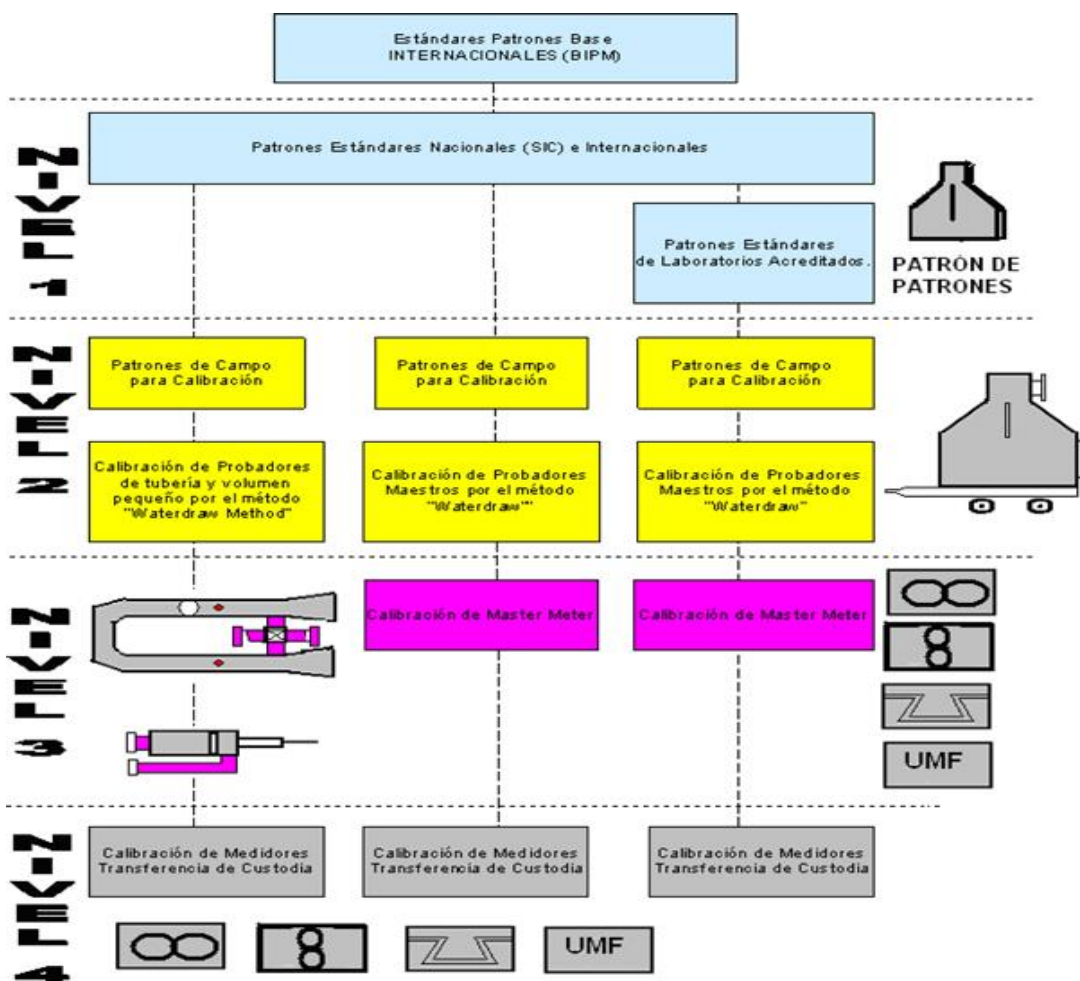 Estándares Patrones Base
INTERNACIONALES (BIPM)
NIVEL 1
Patrones Estándares Nacionales (SIC) e Internacionales
Patrones Estándares
de Laboratorios Acreditados.
PATRÓN DE
PATRONES
NIVEL 2
Patrones de Campo
para Calibración
Patrones de Campo
para Calibración
Patrones de Campo
para Calibración
Calibración de Probadores
de tubería y volumen
pequeño por el método
"Waterdraw Method"
Calibración de Probadores
Maestros por el método
"Waterdraw""
Calibración de Probadores
Maestros por el método
"Waterdraw"
NIVEL 3
Calibración de Master Meter
Calibración de Master Meter
UMF
NIVEL 4
Calibración de Medidores
Transferencia de Custodia
Calibración de Medidores
Transferencia de Custodia
Calibración de Medidores
Transferencia de Custodia
UMF